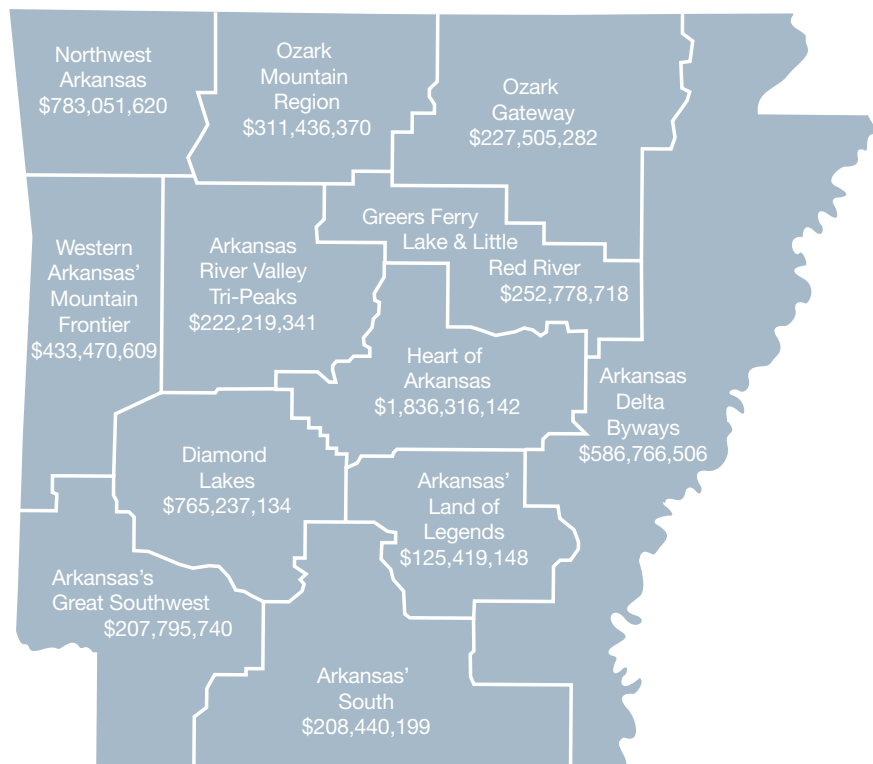 Northwest
Arkansas
$783,051,620
Ozark
Mountain
Region
$311,436,370
Ozark
Gateway
$227,505,282
Greers Ferry
Lake & Little
Red River
$252,778,718
Western
Arkansas’
Mountain
Frontier
$433,470,609
Arkansas
River Valley
Tri-Peaks
$222,219,341
Heart of
Arkansas
$1,836,316,142
Arkansas
Delta
Byways
$586,766,506
Diamond
Lakes
$765,237,134
Arkansas’
Land of
Legends
$125,419,148
Arkansas’s
Great Southwest
$207,795,740
Arkansas’
South
$208,440,199